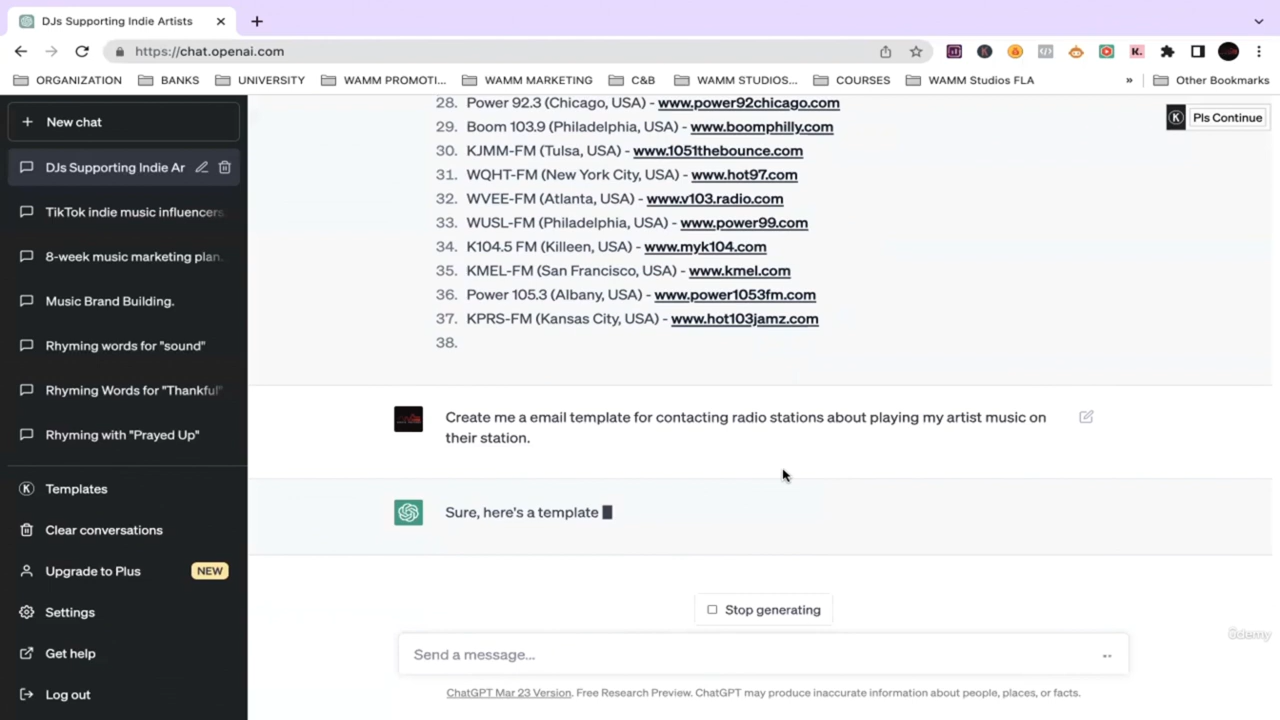 DJs Supporting Indie Artists
https://chat.openai.com
K.
ORGANIZATION BANKS UNIVERSITY WAMM PROMOTI... WAMM MARKETING C&B WAMM STUDIOS... COURSES WAMM Studios FLA » Other Bookmarks
New chat
DJs Supporting Indie Ar
TikTok indie music influencers.
8-week music marketing plan.
Music Brand Building.
Rhyming words for "sound"
Rhyming Words for "Thankful"
Rhyming with "Prayed Up"
K Templates
Clear conversations
Upgrade to Plus NEW
Settings
Get help
Log out
28. Power 92.3 (Chicago, USA) - www.power92chicago.com
29. Boom 103.9 (Philadelphia, USA) - www.boomphilly.com
30. KJMM-FM (Tulsa, USA) - www.1051thebounce.com
31. WQHT-FM (New York City, USA) - www.hot97.com
32. WVEE-FM (Atlanta, USA) - www.v103.radio.com
33. WUSL-FM (Philadelphia, USA) - www.power99.com
34. K104.5 FM (Killeen, USA) - www.myk104.com
35. KMEL-FM (San Francisco, USA) - www.kmel.com
36. Power 105.3 (Albany, USA) - www.power1053fm.com
37. KPRS-FM (Kansas City, USA) - www.hot103jamz.com
38.
K Pls Continue
Create me a email template for contacting radio stations about playing my artist music on
their station.
Sure, here's a template
Stop generating
Send a message...
ChatGPT Mar 23 Version. Free Research Preview. ChatGPT may produce inaccurate information about people, places, or facts.
ûdemy